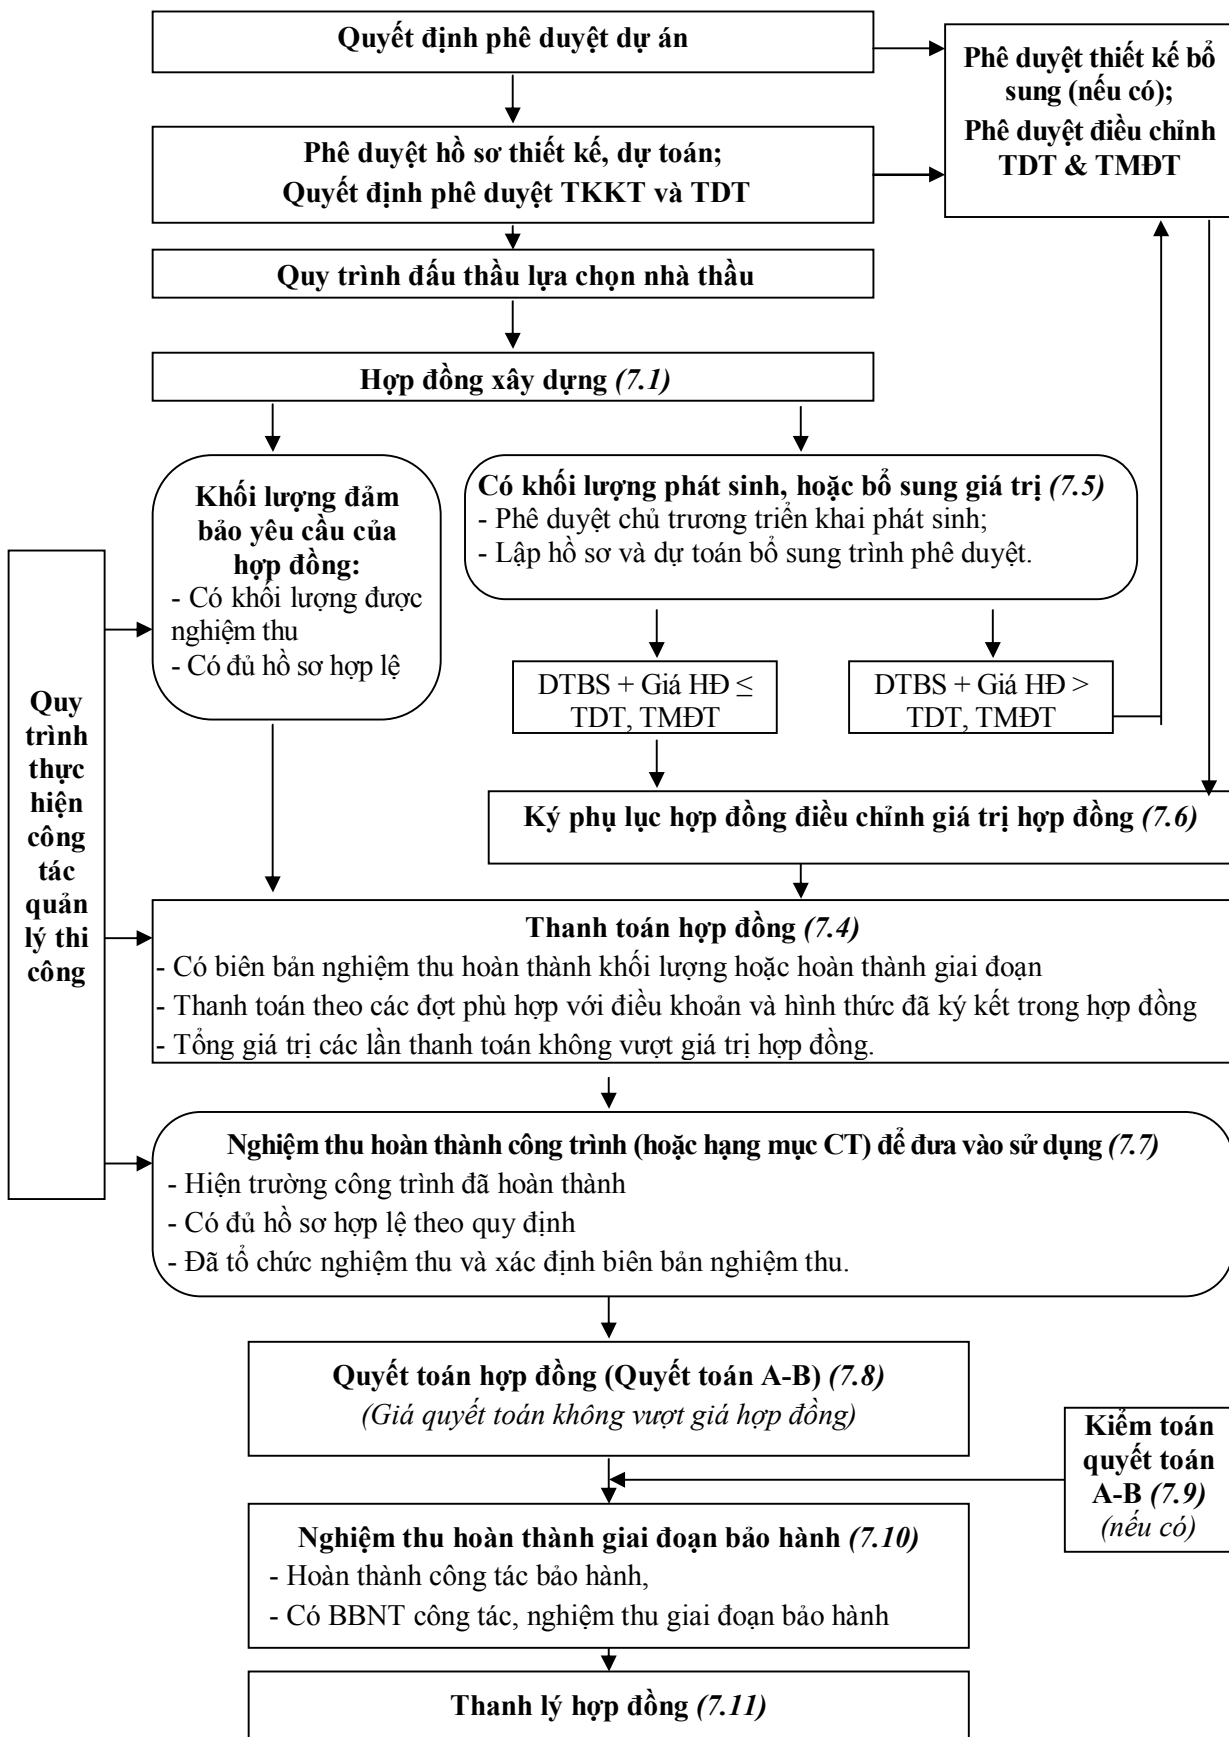 Quyết định phê duyệt dự án
Phê duyệt thiết kế bổ
sung (nếu có);
Phê duyệt điều chỉnh
TDT & TMĐT
Phê duyệt hồ sơ thiết kế, dự toán;
Quyết định phê duyệt TKKT và TDT
Quy trình đấu thầu lựa chọn nhà thầu
Hợp đồng xây dựng (7.1)
Khối lượng đảm
bảo yêu cầu của
hợp đồng:
- Có khối lượng được
nghiệm thu
- Có đủ hồ sơ hợp lệ
Có khối lượng phát sinh, hoặc bổ sung giá trị (7.5)
- Phê duyệt chủ trương triển khai phát sinh;
- Lập hồ sơ và dự toán bổ sung trình phê duyệt.
DTBS + Giá HĐ ≤
TDT, TMĐT
DTBS + Giá HĐ >
TDT, TMĐT
Quy
trình
thực
hiện
công
tác
quản
lý thi
công
Ký phụ lục hợp đồng điều chỉnh giá trị hợp đồng (7.6)
Thanh toán hợp đồng (7.4)
- Có biên bản nghiệm thu hoàn thành khối lượng hoặc hoàn thành giai đoạn
- Thanh toán theo các đợt phù hợp với điều khoản và hình thức đã ký kết trong hợp đồng
- Tổng giá trị các lần thanh toán không vượt giá trị hợp đồng.
Nghiệm thu hoàn thành công trình (hoặc hạng mục CT) để đưa vào sử dụng (7.7)
- Hiện trường công trình đã hoàn thành
- Có đủ hồ sơ hợp lệ theo quy định
- Đã tổ chức nghiệm thu và xác định biên bản nghiệm thu.
Quyết toán hợp đồng (Quyết toán A-B) (7.8)
(Giá quyết toán không vượt giá hợp đồng)
Kiểm toán
quyết toán
A-B (7.9)
(nếu có)
Nghiệm thu hoàn thành giai đoạn bảo hành (7.10)
- Hoàn thành công tác bảo hành,
- Có BBNT công tác, nghiệm thu giai đoạn bảo hành
Thanh lý hợp đồng (7.11)